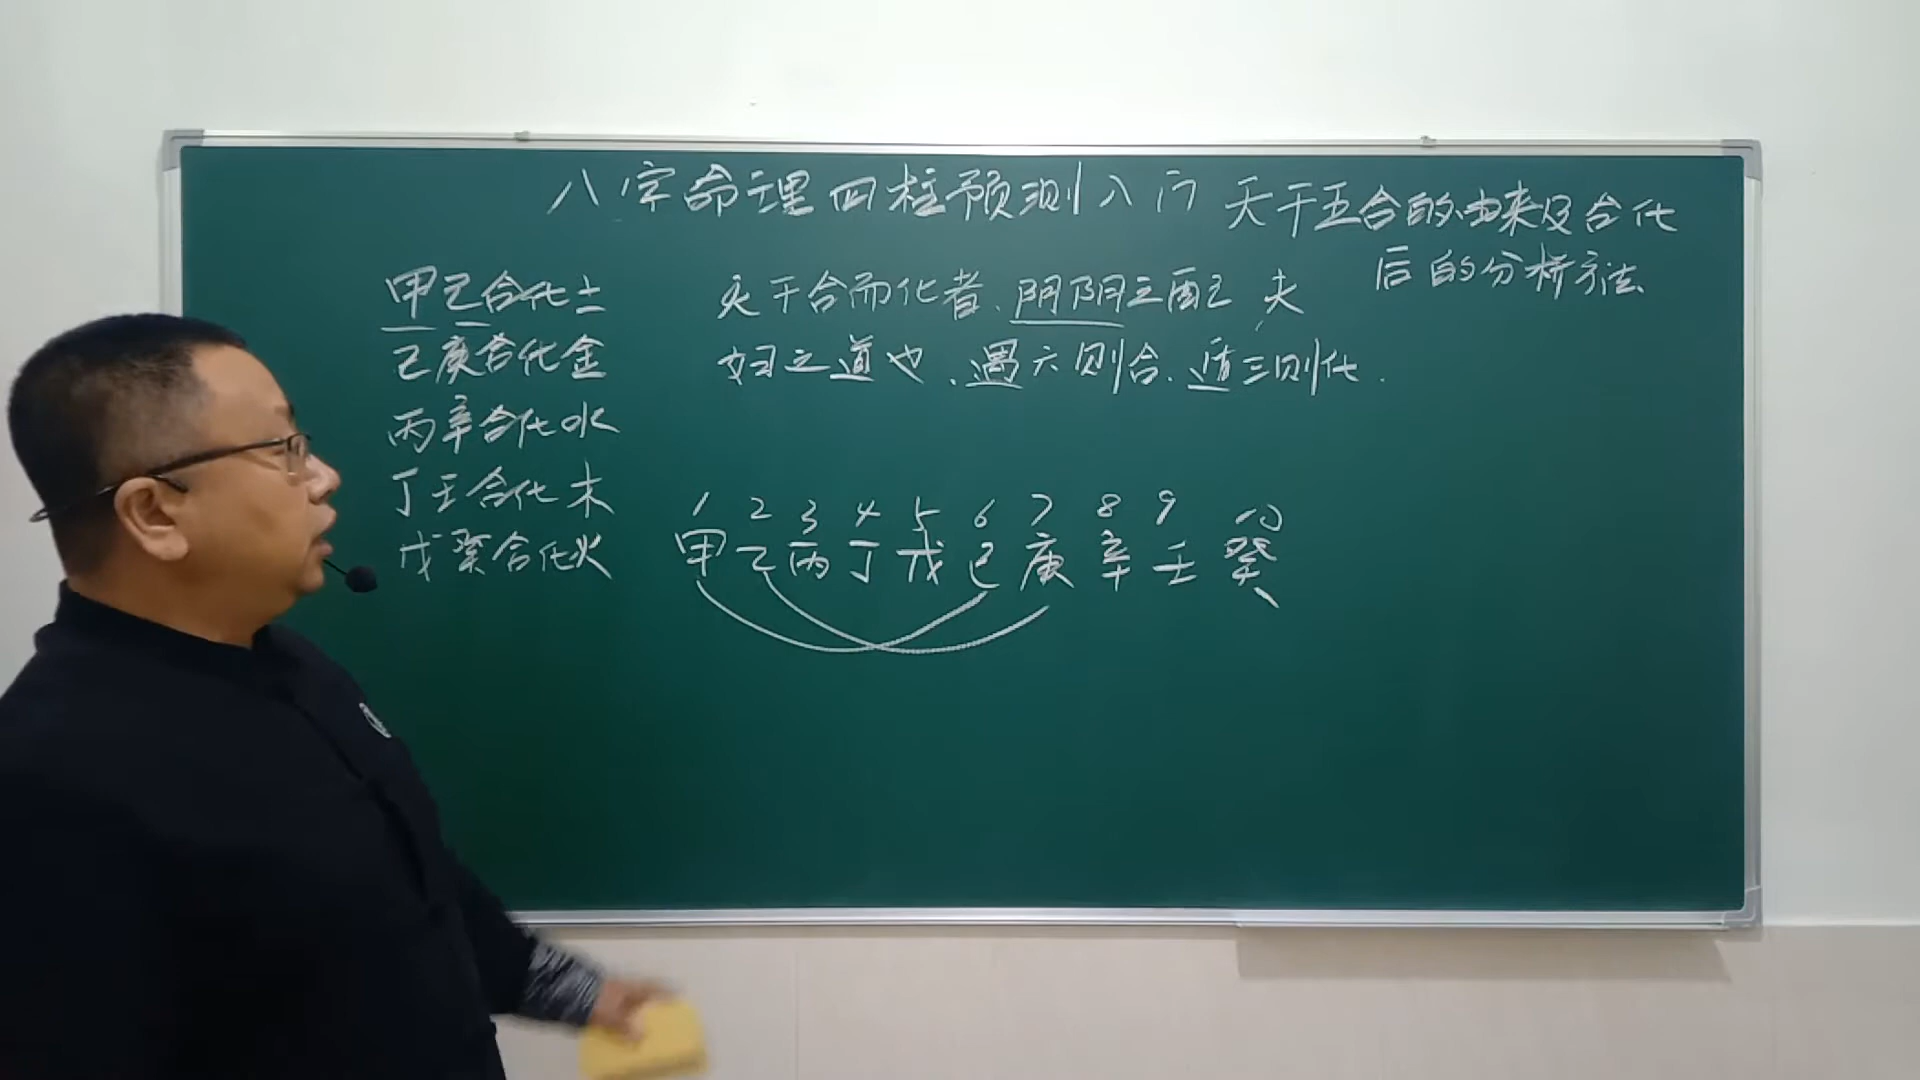 八字命理四柱预测入门 天干五合的由来及合化
后的分析方法
甲己合化土
乙庚合化金
丙辛合化水
丁壬合化木
戊癸合化火
天干合而化者、阴阳之配己 夫
妇之道也、遇六则合、遁三则化.
1 2 3 4 5 6 7 8 9 10
甲乙丙丁戊己庚辛壬癸